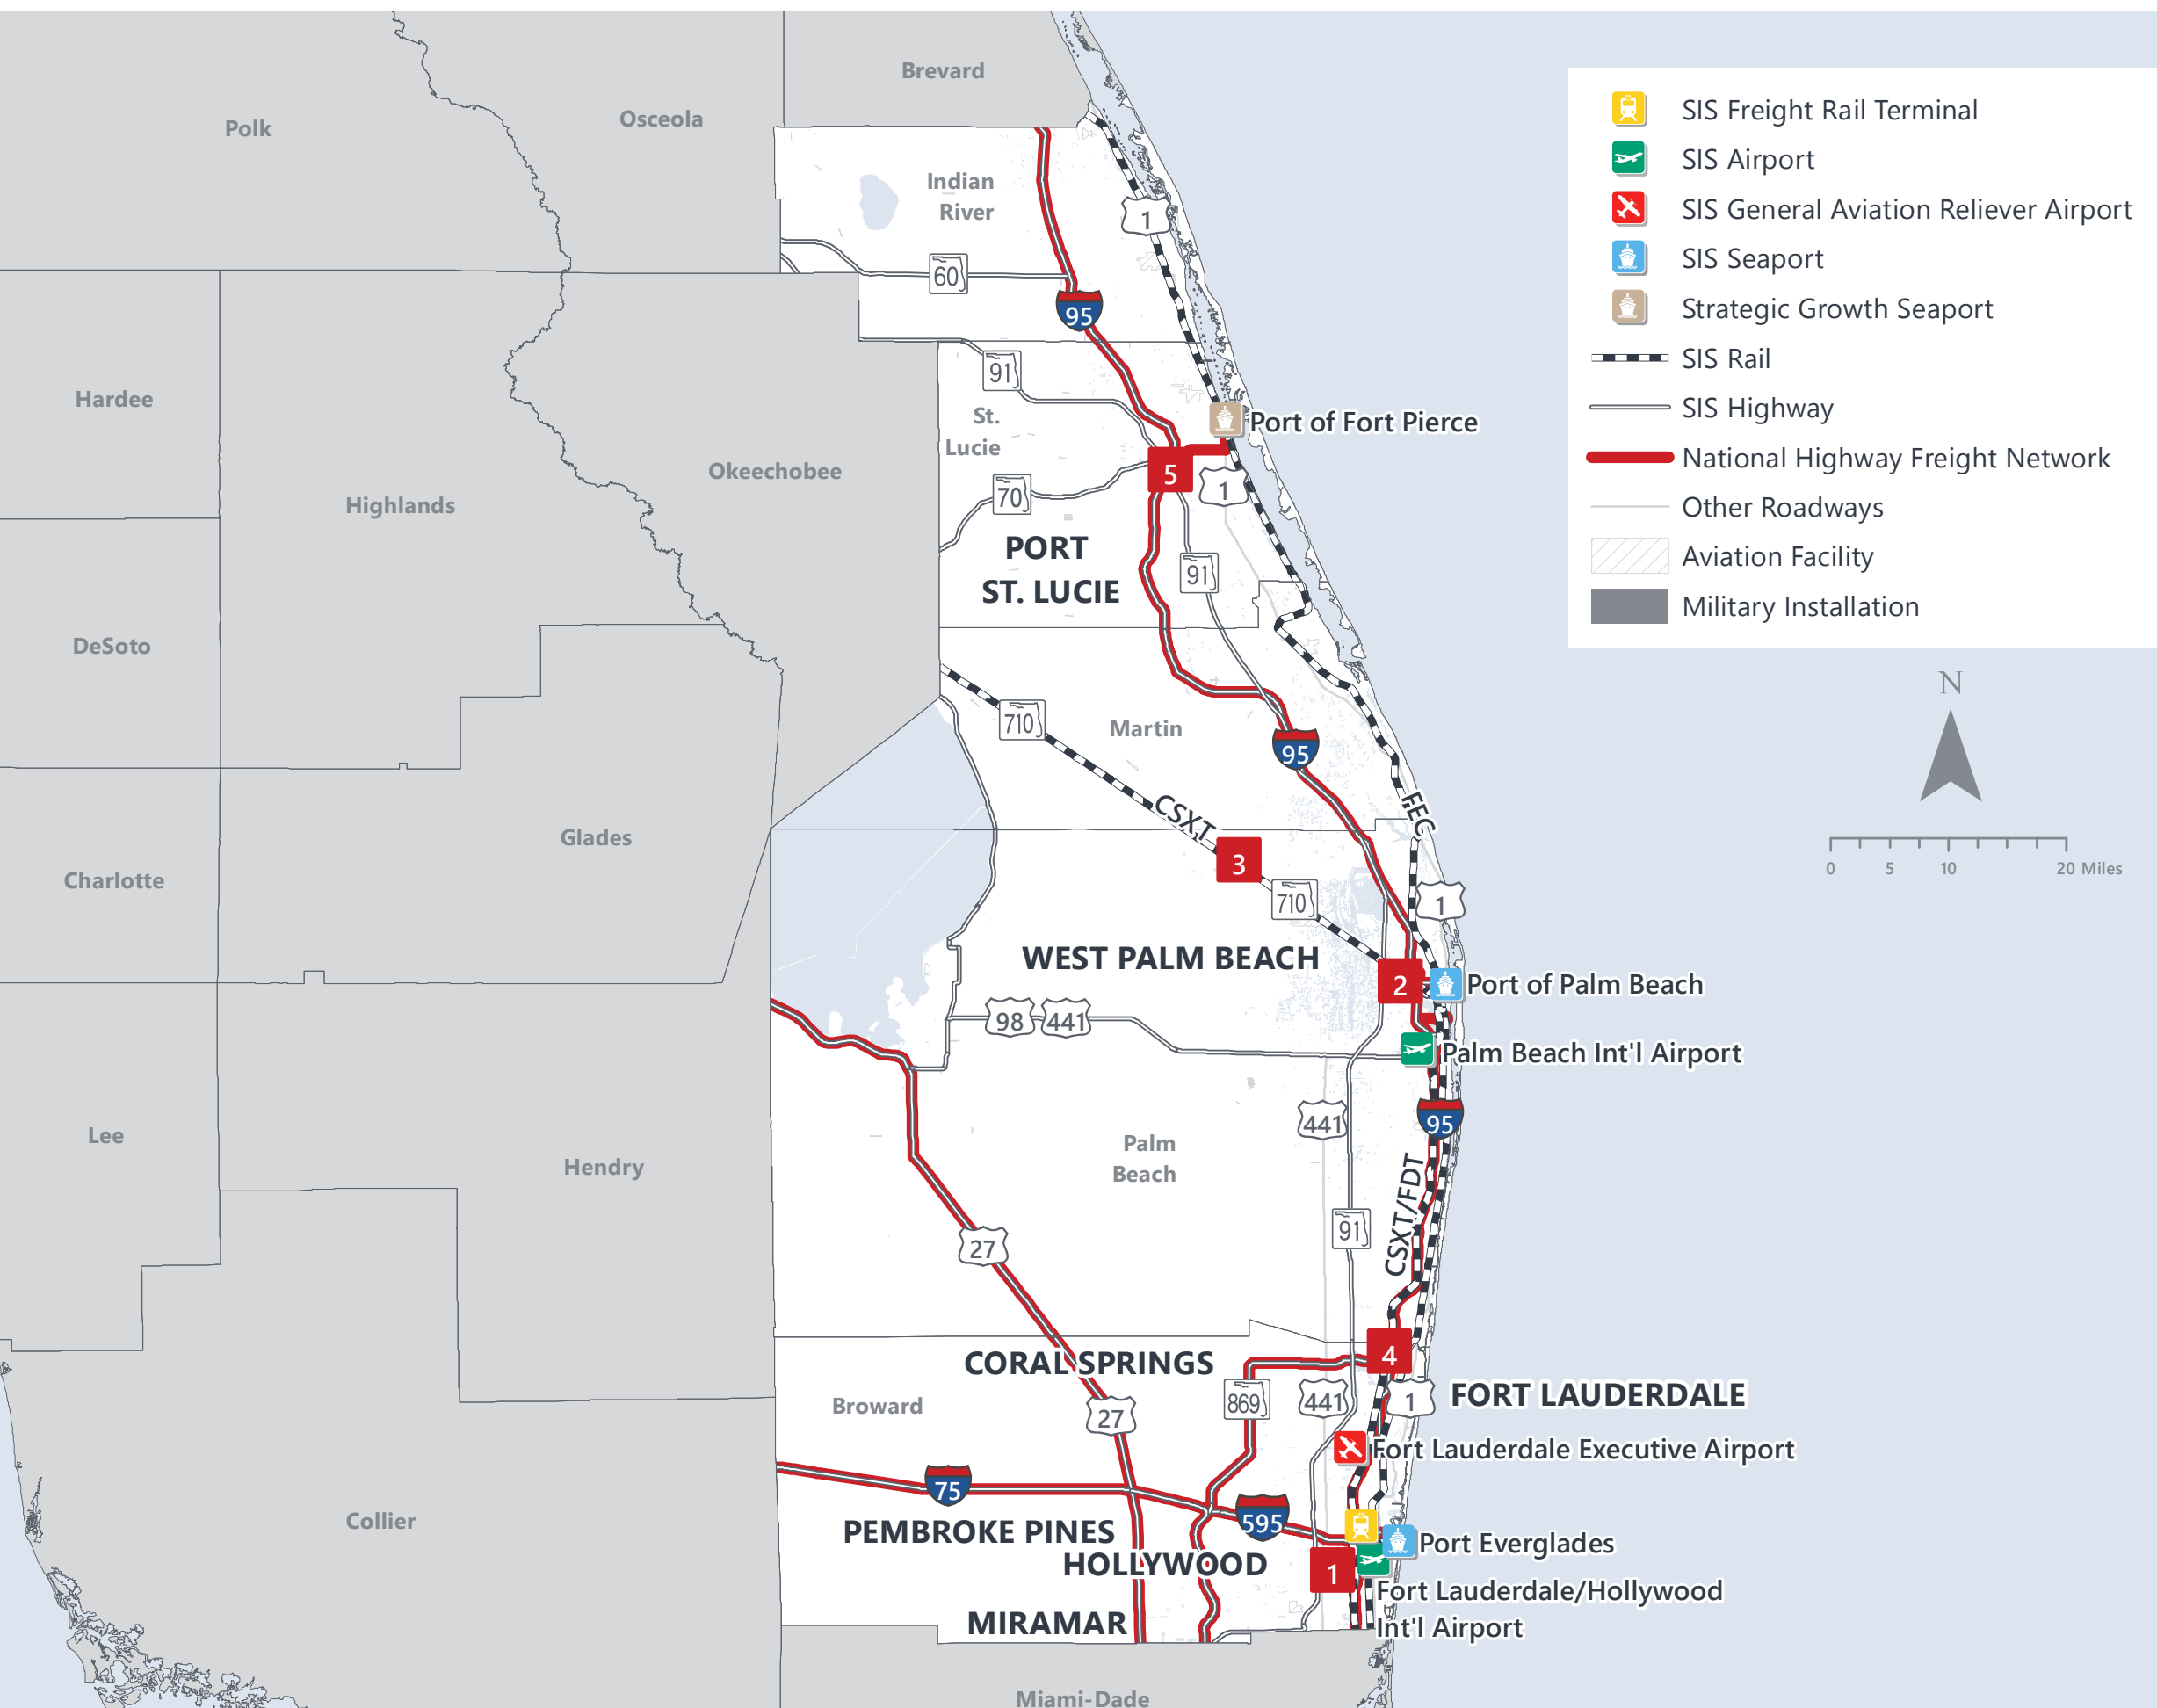 Brevard
Polk
Osceola
Indian
River
1
60
95
Hardee
91
St.
Lucie
Port of Fort Pierce
Okeechobee
5
Highlands
70
1
PORT
ST. LUCIE
91
DeSoto
710
Martin
95
CSXT
FEC
Glades
3
Charlotte
710
1
WEST PALM BEACH
2
Port of Palm Beach
98
441
Palm Beach Int'l Airport
441
95
Lee
Palm
Beach
Hendry
CSXT/FDT
91
27
4
CORAL SPRINGS
FORT LAUDERDALE
Broward
869
441
1
27
Fort Lauderdale Executive Airport
75
595
Collier
PEMBROKE PINES
Port Everglades
HOLLYWOOD
1
Fort Lauderdale/Hollywood
Int'l Airport
MIRAMAR
Miami-Dade
SIS Freight Rail Terminal
SIS Airport
SIS General Aviation Reliever Airport
SIS Seaport
Strategic Growth Seaport
SIS Rail
SIS Highway
National Highway Freight Network
Other Roadways
Aviation Facility
Military Installation
N
0 5 10 20 Miles